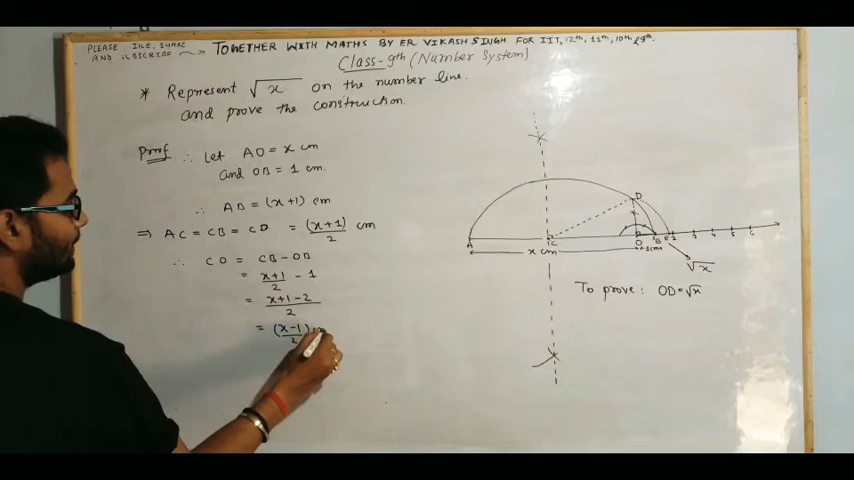 PLEASE LIKE, SHARE
AND SUBSCRIBE → TOGETHER WITH MATHS BY ER VIKASH SINGH FOR IIT, 12th, 11th, 10th, 9th.
Class-9th (Number System)
* Represent √x on the number line.
and prove the construction.
Proof ∴ Let AO = x cm
and OB = 1 cm.
∴ AB = (x+1) cm
⇒ AC = CB = CD = (x+1)/2 cm
∴ CO = CB - OB
= x+1/2 - 1
= x+1-2/2
= (x-1)/2 cm
D
A C O B E 2 3 4 5 6
x cm 1cm
√x
To prove: OD = √x